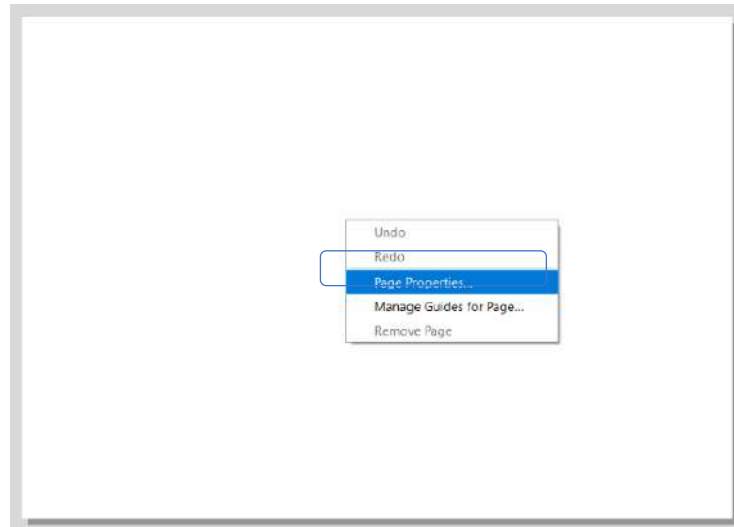 Undo
Redo
Page Properties...
Manage Guides for Page...
Remove Page